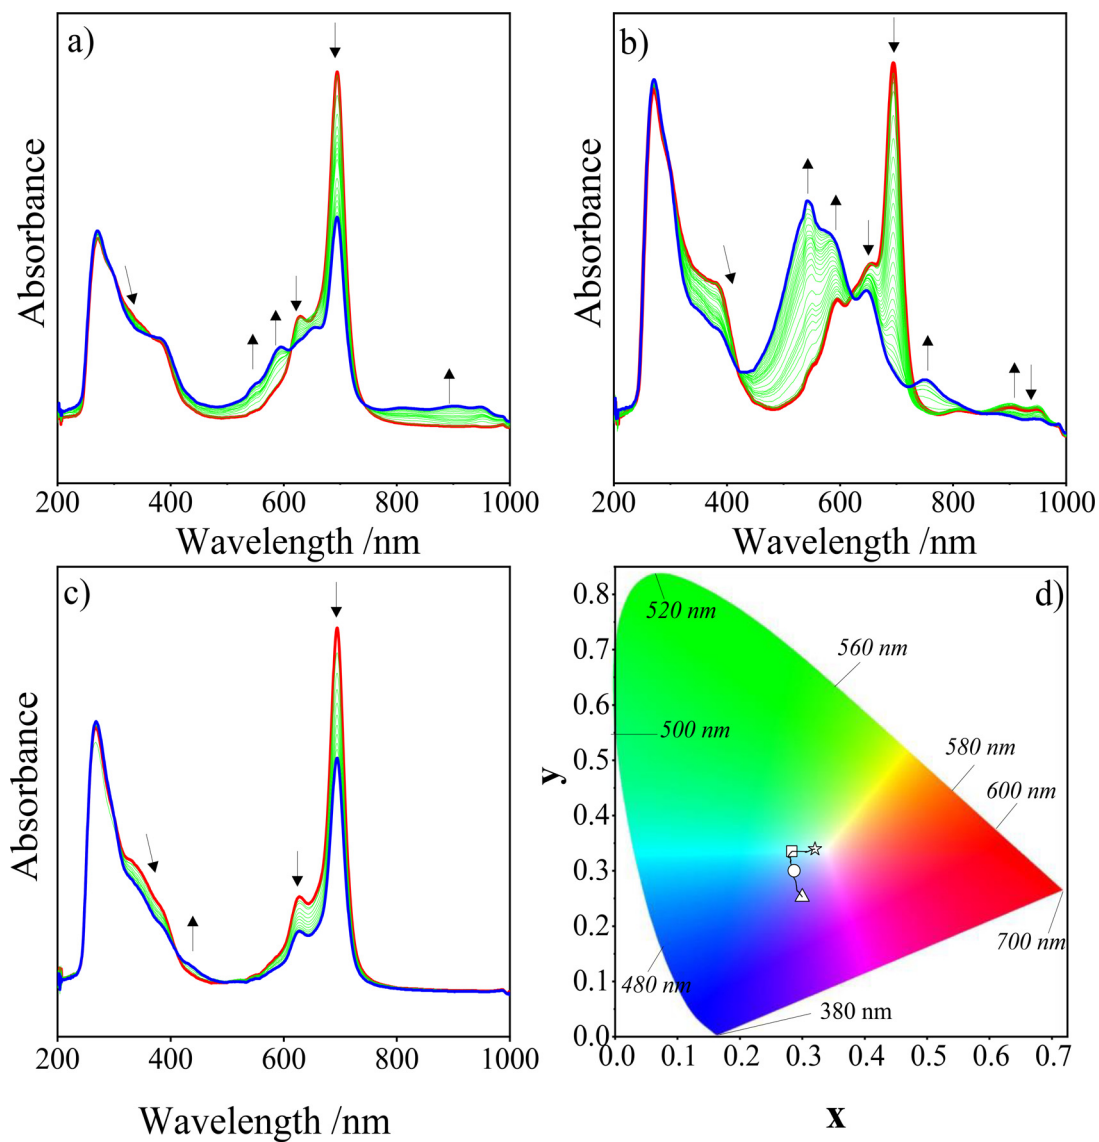 a)
Absorbance
200 400 600 800 1000
Wavelength /nm
b)
Absorbance
200 400 600 800 1000
Wavelength /nm
c)
Absorbance
200 400 600 800 1000
Wavelength /nm
d)
y
0.8
0.7
0.6
0.5
0.4
0.3
0.2
0.1
0.0
520 nm
560 nm
500 nm
580 nm
600 nm
700 nm
480 nm
380 nm
0.0 0.1 0.2 0.3 0.4 0.5 0.6 0.7
x